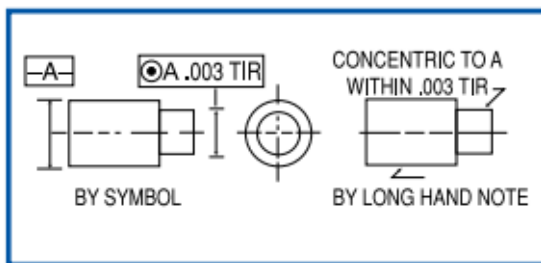 -A-
◎A .003 TIR
BY SYMBOL
CONCENTRIC TO A
WITHIN .003 TIR
BY LONG HAND NOTE